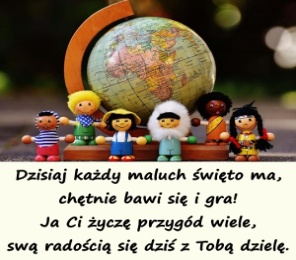 Dzisiaj każdy maluch święto ma,
chętnie bawi się i gra!
Ja Ci życzę przygód wiele,
swą radością się dziś z Tobą dzielę.